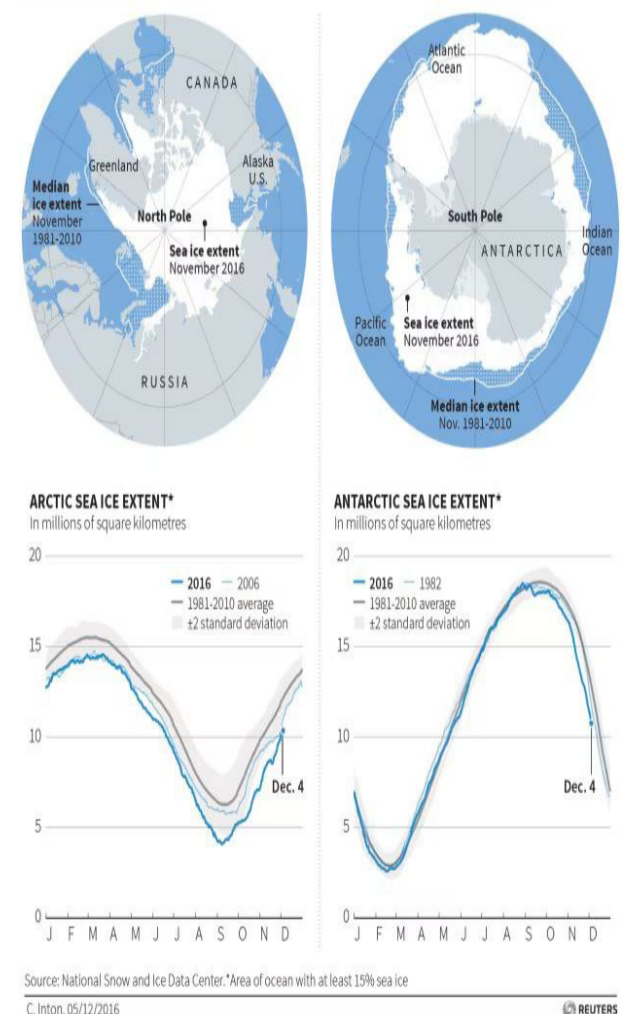 CANADA
Greenland
Alaska
U.S.
Median
ice extent
November
1981-2010
North Pole
Sea ice extent
November 2016
RUSSIA
Atlantic
Ocean
South Pole
ANTARCTICA
Indian
Ocean
Pacific
Ocean
Sea ice extent
November 2016
Median ice extent
Nov. 1981-2010
ARCTIC SEA ICE EXTENT*
In millions of square kilometres
20
2016 2006
1981-2010 average
±2 standard deviation
15
10
Dec. 4
5
0
J F M A M J J A S O N D
ANTARCTIC SEA ICE EXTENT*
In millions of square kilometres
20
2016 1982
1981-2010 average
±2 standard deviation
15
10
Dec. 4
5
0
J F M A M J J A S O N D
Source: National Snow and Ice Data Center.*Area of ocean with at least 15% sea ice
C. Inton, 05/12/2016
REUTERS